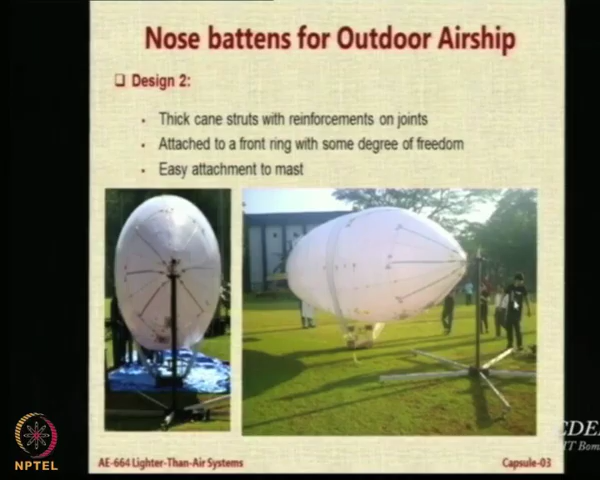 Nose battens for Outdoor Airship
Design 2:
Thick cane struts with reinforcements on joints
Attached to a front ring with some degree of freedom
Easy attachment to mast
NPTEL
AE-664 Lighter-Than-Air Systems
Capsule-03